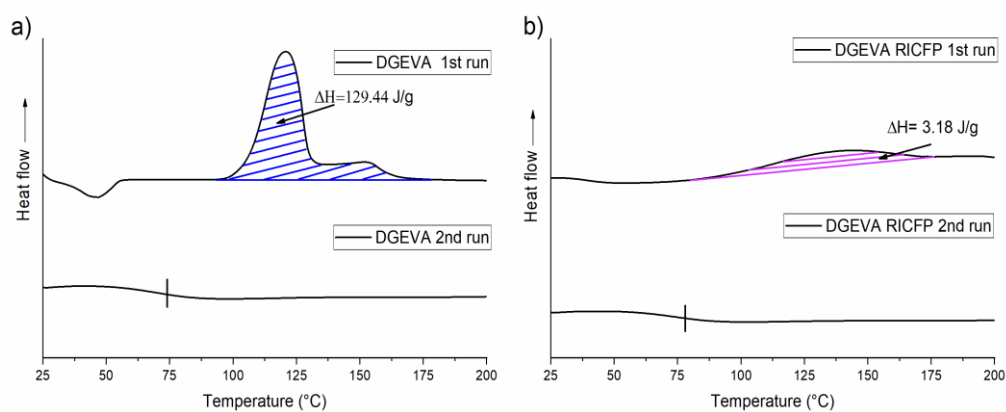 a)
DGEVA 1st run
ΔH=129.44 J/g
DGEVA 2nd run
Heat flow
25 50 75 100 125 150 175 200
Temperature (°C)
b)
DGEVA RICFP 1st run
ΔH= 3.18 J/g
DGEVA RICFP 2nd run
Heat flow
25 50 75 100 125 150 175 200
Temperature (°C)